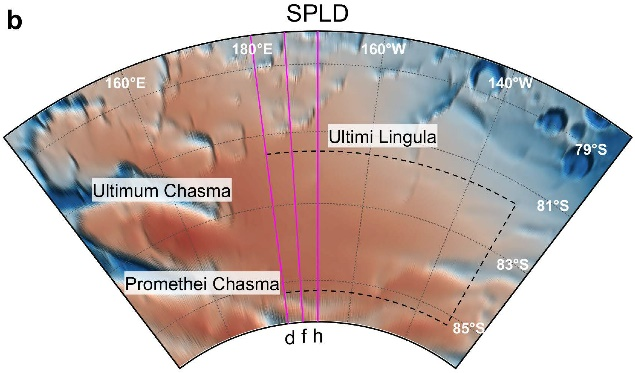 b
SPLD
180°E
160°W
160°E
140°W
79°S
Ultimi Lingula
Ultimum Chasma
81°S
83°S
Promethei Chasma
85°S
d f h